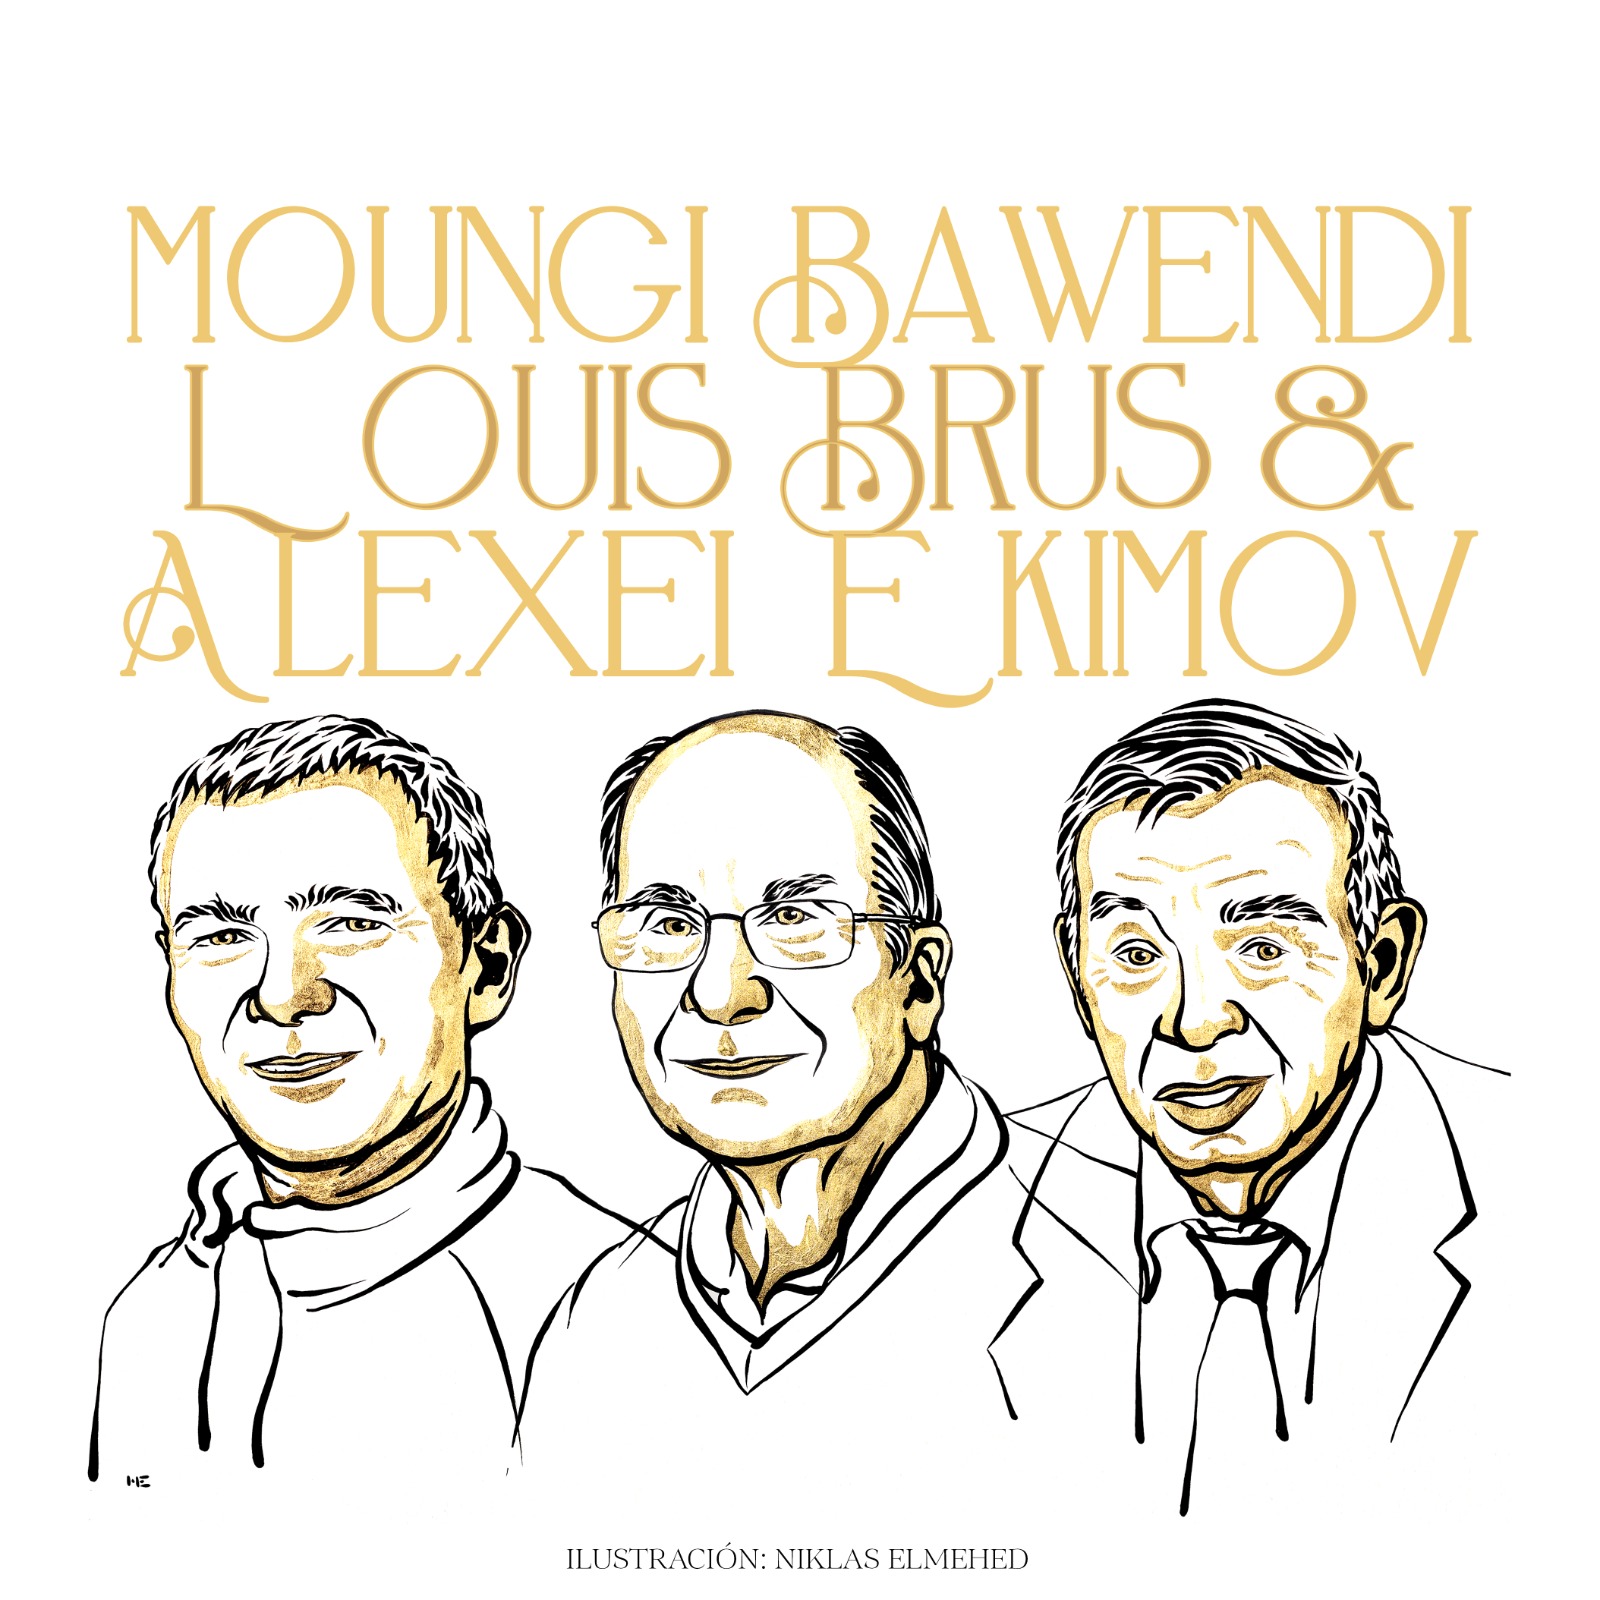 MOUNGI BAWENDI
LOUIS BRUS &
ALEXEI EKIMOV
ILUSTRACIÓN: NIKLAS ELMEHED